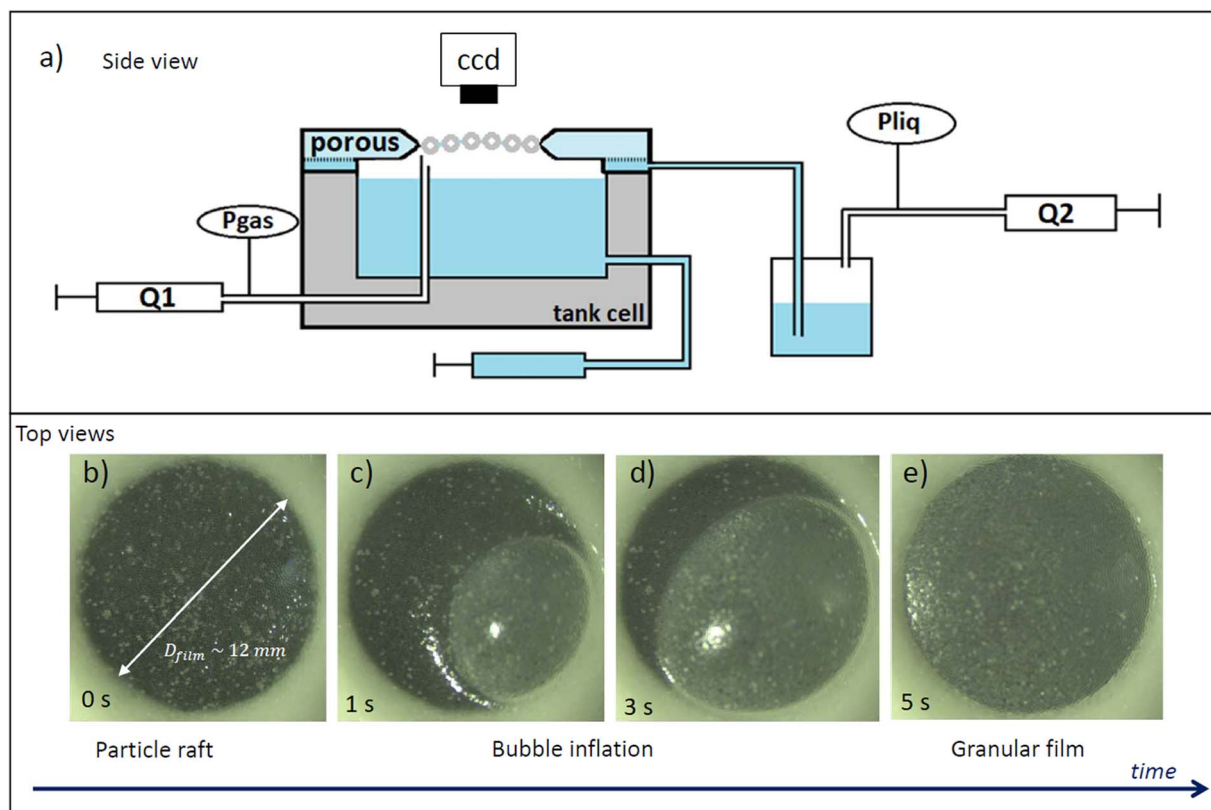 a) Side view
ccd
porous
Pliq
Pgas
Q2
Q1
tank cell
Top views
b)
c)
d)
e)
D_film ~ 12 mm
0 s
1 s
3 s
5 s
Particle raft
Bubble inflation
Granular film
time